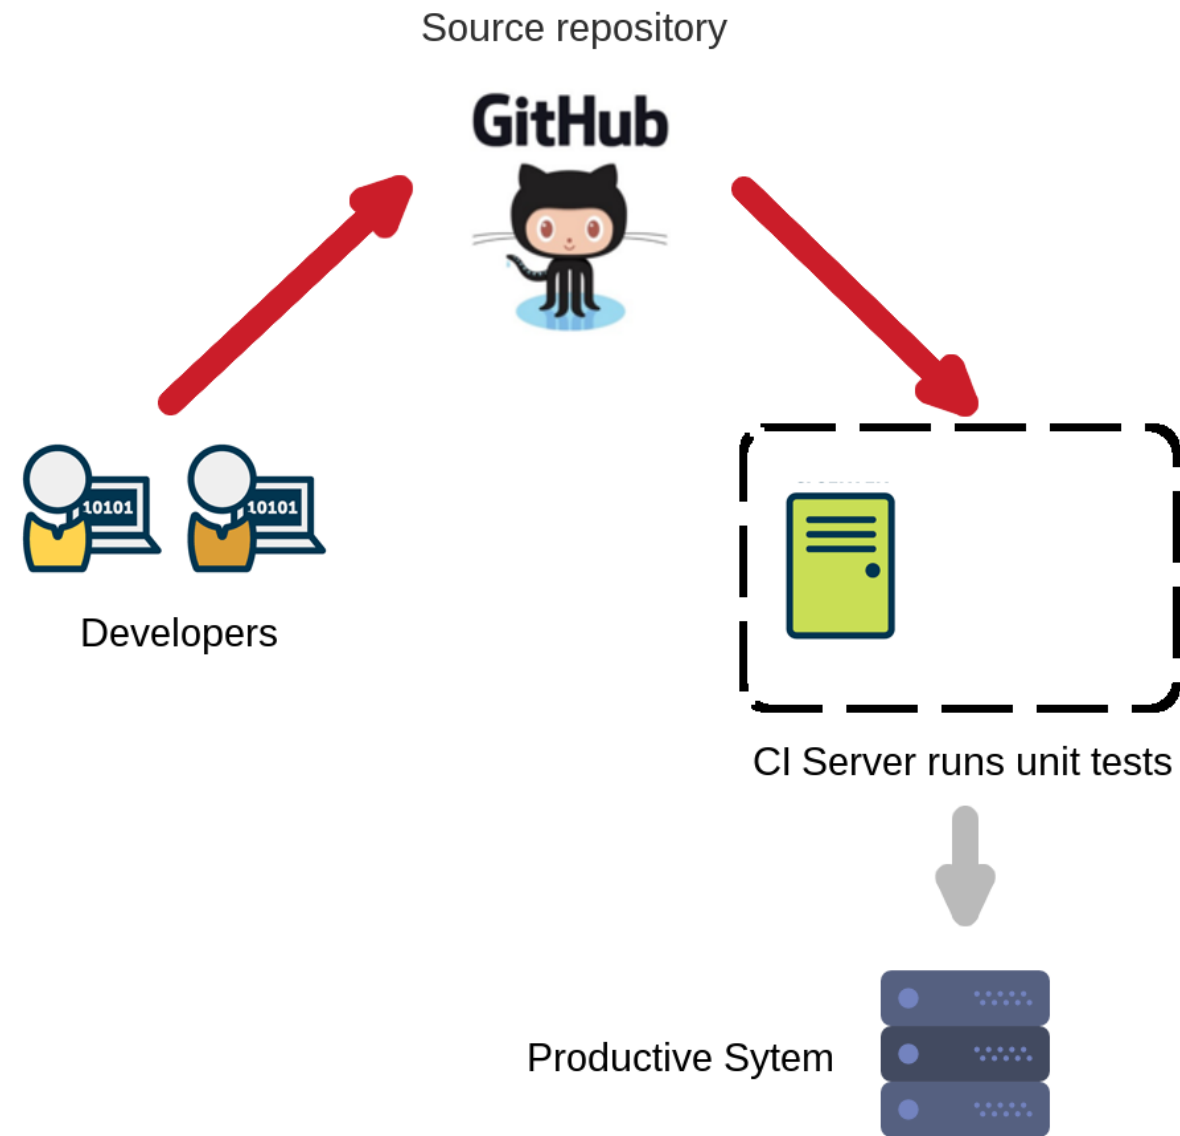 Source repository
GitHub
10101
10101
Developers
CI Server runs unit tests
Productive Sytem